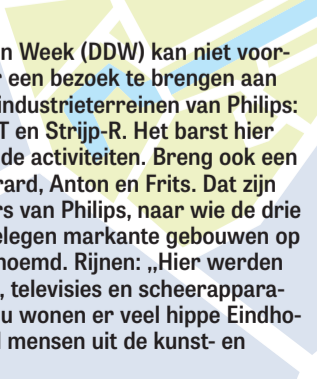 n Week (DDW) kan niet voor-
een bezoek te brengen aan
industrieterreinen van Philips:
T en Strijp-R. Het barst hier
de activiteiten. Breng ook een
rard, Anton en Frits. Dat zijn
rs van Philips, naar wie de drie
elegen markante gebouwen op
noemd. Rijnen: „Hier werden
, televisies en scheerappara-
u wonen er veel hippe Eindho-
mensen uit de kunst- en